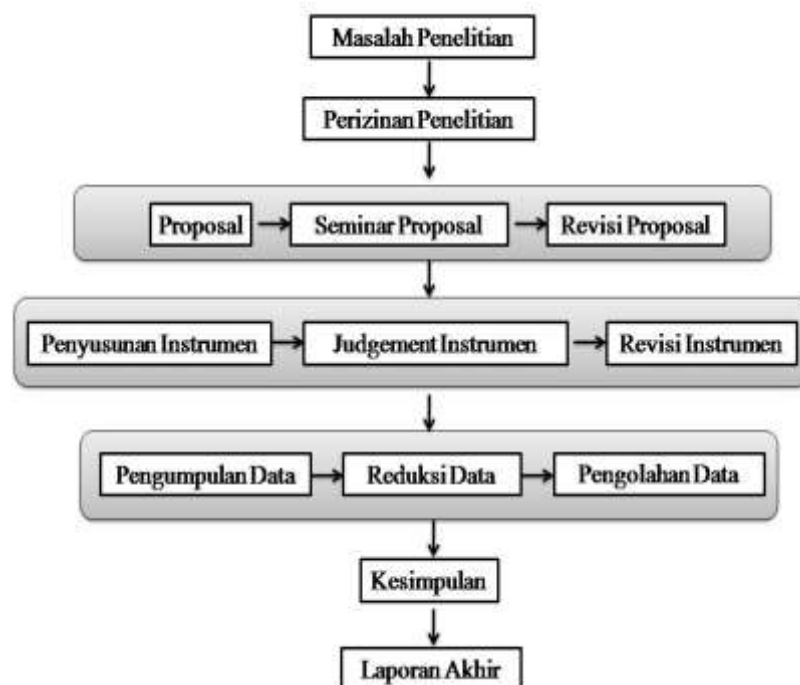 Masalah Penelitian
Perizinan Penelitian
Proposal
Seminar Proposal
Revisi Proposal
Penyusunan Instrumen
Judgement Instrumen
Revisi Instrumen
Pengumpulan Data
Reduksi Data
Pengolahan Data
Kesimpulan
Laporan Akhir